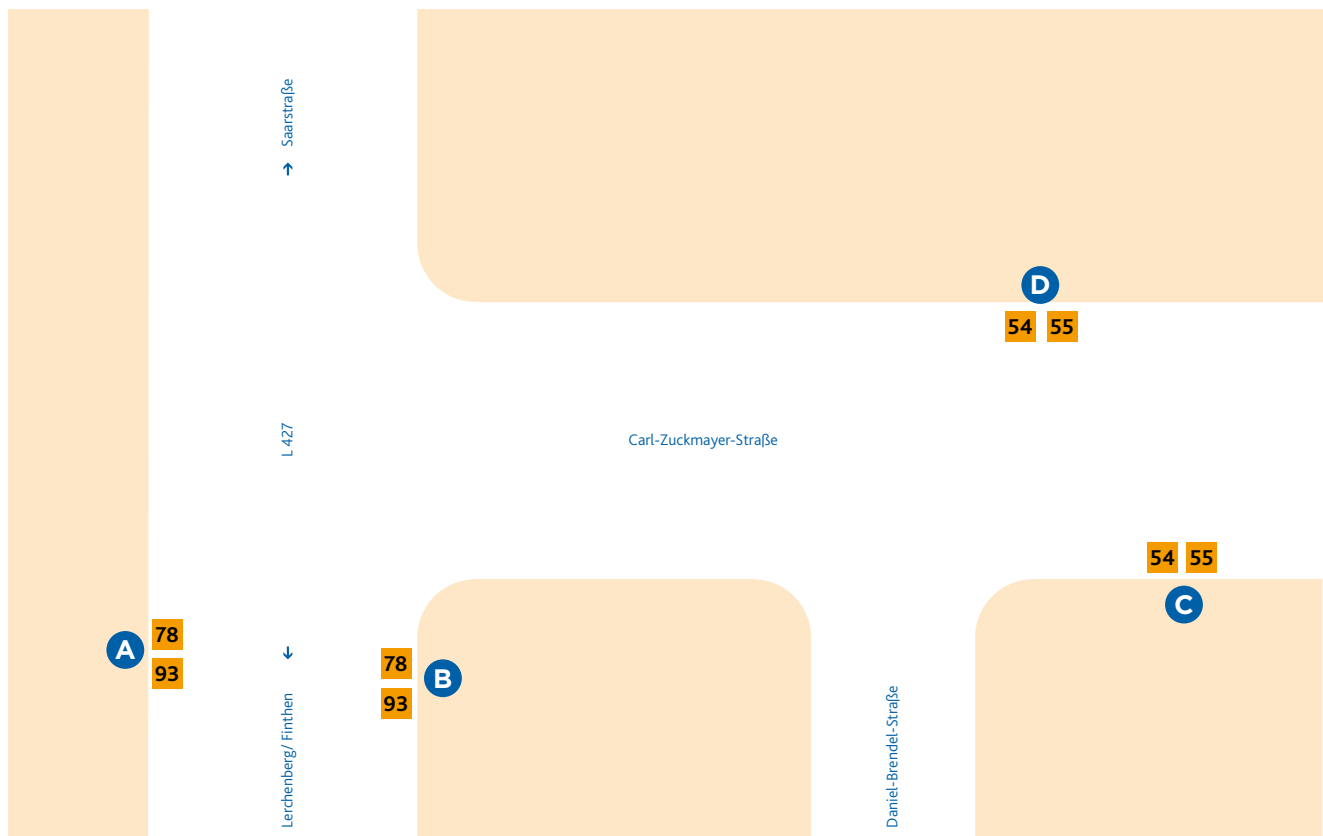 → Saarstraße
D
54 55
L 427
Carl-Zuckmayer-Straße
54 55
C
A
78
93
78
93
B
← Lerchenberg/ Finthen
Daniel-Brendel-Straße